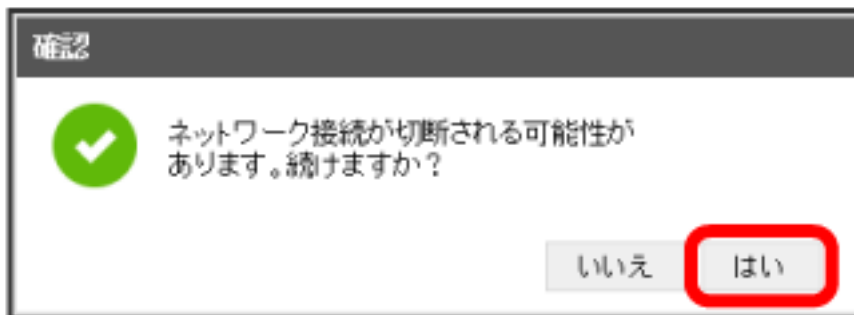 確認
ネットワーク接続が切断される可能性が
あります。続けますか？
いいえ
はい